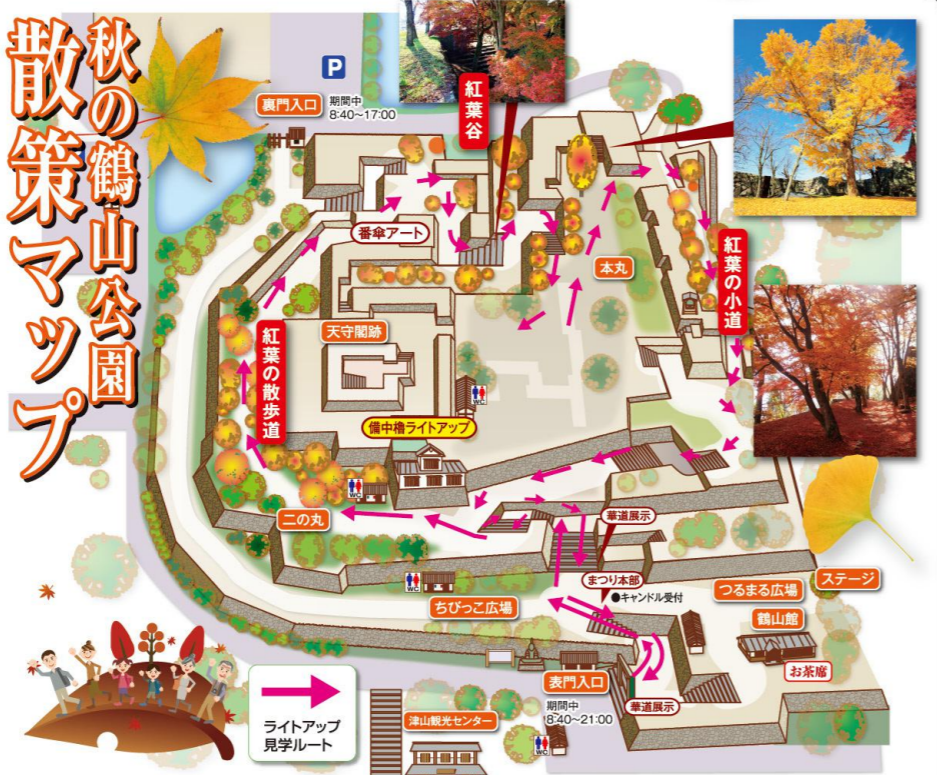 秋の鶴山公園
散策マップ
P
裏門入口
期間中
8:40~17:00
紅葉谷
番傘アート
本丸
紅葉の小道
天守閣跡
紅葉の散歩道
WC
備中櫓ライトアップ
WC
二の丸
華道展示
WC
まつり本部
●キャンドル受付
ちびっこ広場
つるまる広場
ステージ
鶴山館
お茶席
表門入口
期間中
8:40~21:00
華道展示
ライトアップ
見学ルート
津山観光センター
WC